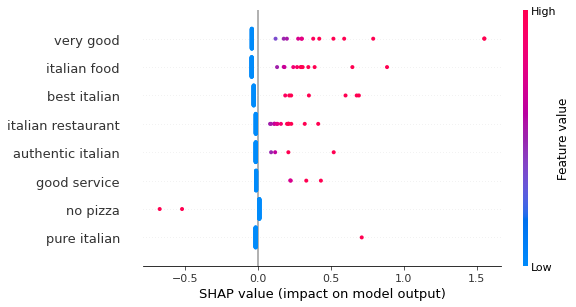 High
very good
italian food
best italian
italian restaurant
authentic italian
good service
no pizza
pure italian
Feature value
Low
−0.5 0.0 0.5 1.0 1.5
SHAP value (impact on model output)